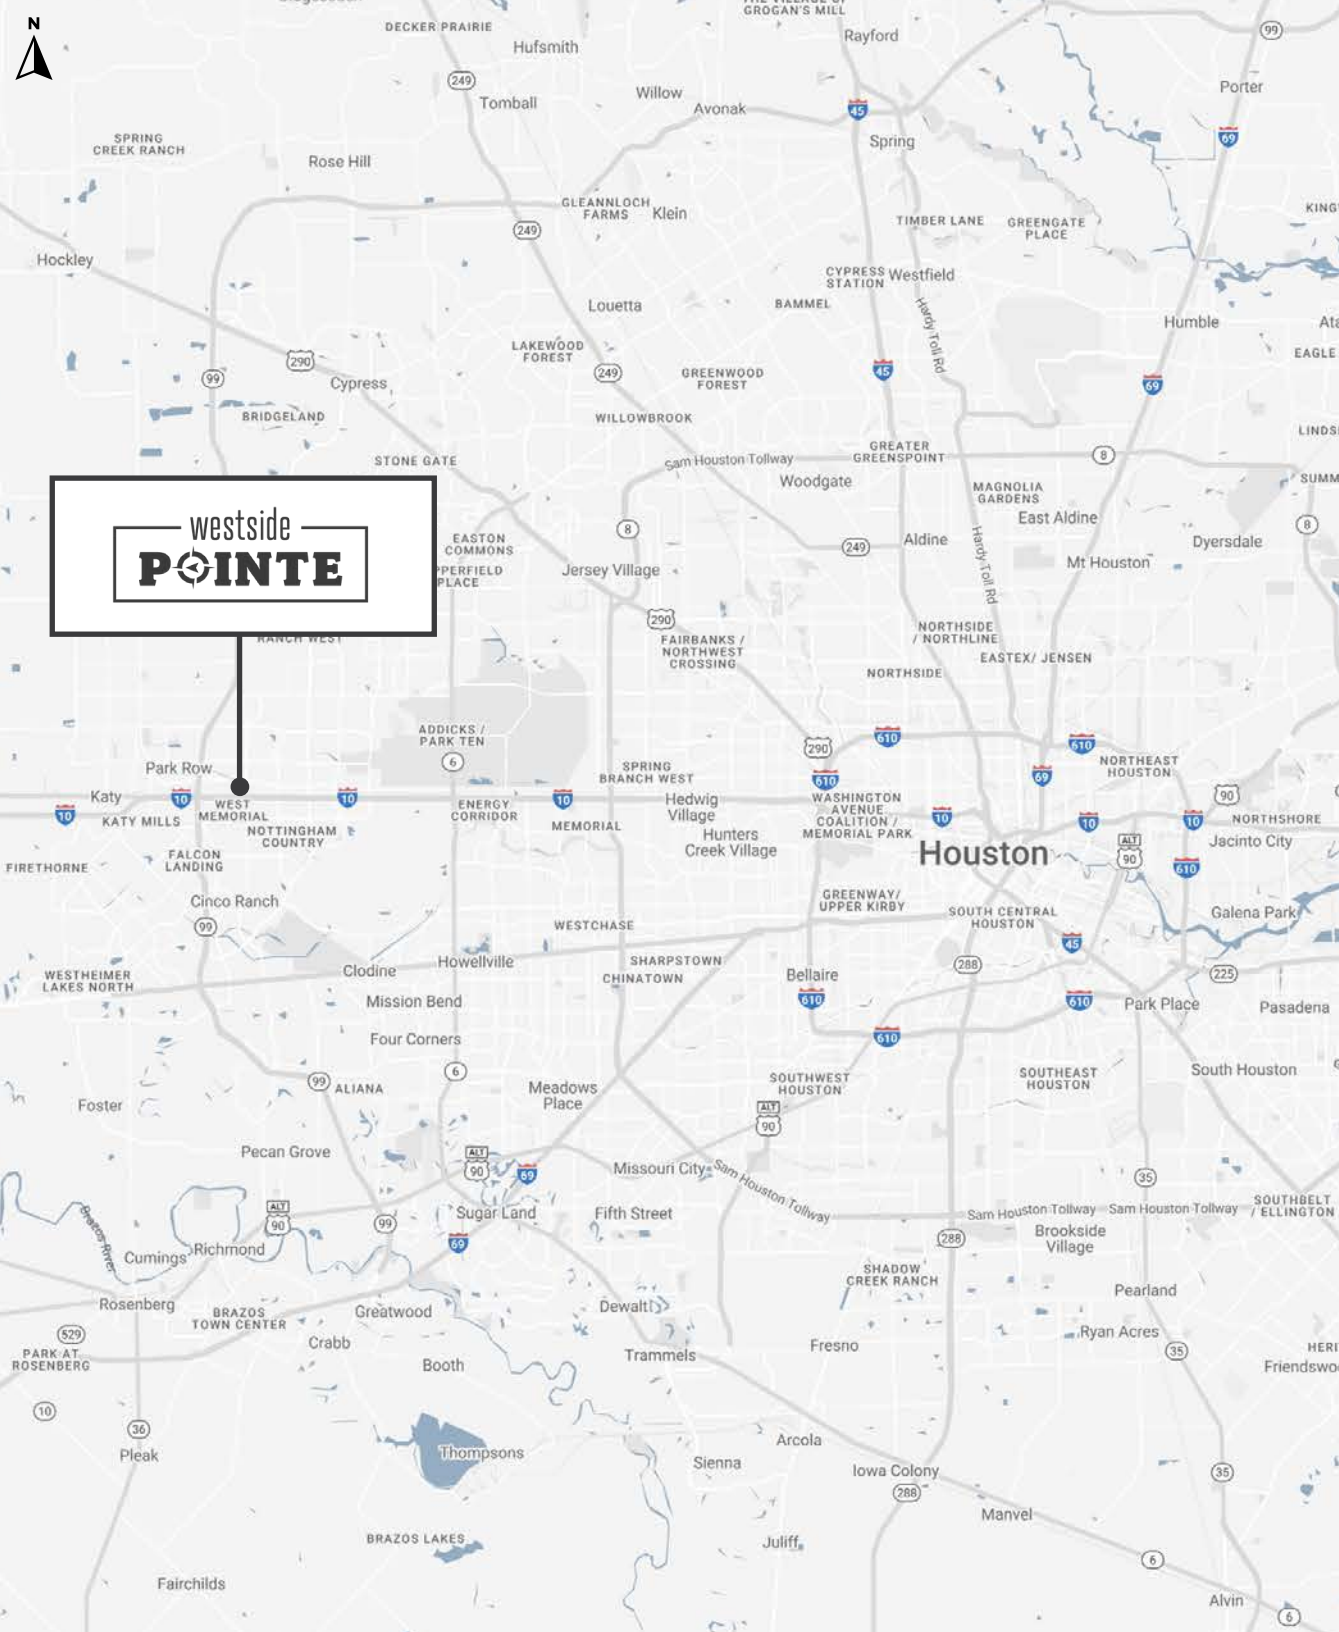 N
GROGAN'S MILL
Rayford
99
DECKER PRAIRIE
Hufsmith
249
Tomball
Willow
Avonak
45
Porter
69
Spring
SPRING
CREEK RANCH
Rose Hill
GLEANNLOCH
FARMS
Klein
TIMBER LANE
GREENGATE
PLACE
249
Hockley
CYPRESS
STATION
Westfield
Louetta
BAMMEL
Hardy Toll Rd
Humble
LAKEWOOD
FOREST
290
99
Cypress
249
GREENWOOD
FOREST
45
69
EAGLE
BRIDGELAND
WILLOWBROOK
STONE GATE
Sam Houston Tollway
GREATER
GREENSPOINT
8
Woodgate
MAGNOLIA
GARDENS
East Aldine
8
westside
POINTE
EASTON
COMMONS
PLACE
8
Jersey Village
249
Aldine
Hardy Toll Rd
Mt Houston
Dyersdale
290
RANCH WEST
FAIRBANKS /
NORTHWEST
CROSSING
NORTHSIDE
/ NORTHLINE
EASTEX/ JENSEN
NORTHSIDE
ADDICKS /
PARK TEN
6
290
610
610
Park Row
SPRING
BRANCH WEST
610
69
NORTHEAST
HOUSTON
Katy
10
10
WEST
MEMORIAL
10
ENERGY
CORRIDOR
10
Hedwig
Village
WASHINGTON
AVENUE
COALITION /
MEMORIAL PARK
10
10
10
90
NORTHSHORE
KATY MILLS
NOTTINGHAM
COUNTRY
MEMORIAL
Hunters
Creek Village
Houston
ALT
90
Jacinto City
610
FIRETHORNE
FALCON
LANDING
Cinco Ranch
99
GREENWAY/
UPPER KIRBY
SOUTH CENTRAL
HOUSTON
Galena Park
WESTCHASE
45
WESTHEIMER
LAKES NORTH
Clodine
Howellville
SHARPSTOWN
CHINATOWN
Bellaire
288
225
610
610
Park Place
Pasadena
Mission Bend
Four Corners
610
99
ALIANA
6
Meadows
Place
SOUTHWEST
HOUSTON
SOUTHEAST
HOUSTON
South Houston
Foster
ALT
90
Pecan Grove
ALT
90
69
Missouri City
Sam Houston Tollway
35
Brazos River
ALT
90
99
Sugar Land
69
Fifth Street
Sam Houston Tollway
Sam Houston Tollway
SOUTHBELT
/ ELLINGTON
Cumings
Richmond
288
Brookside
Village
SHADOW
CREEK RANCH
Pearland
Rosenberg
BRAZOS
TOWN CENTER
Greatwood
Dewalt
529
PARK AT
ROSENBERG
Crabb
Booth
Trammels
Fresno
Ryan Acres
35
10
36
Pleak
Thompsons
Sienna
Arcola
Iowa Colony
288
35
Manvel
BRAZOS LAKES
Juliff
6
Fairchilds
Alvin
6